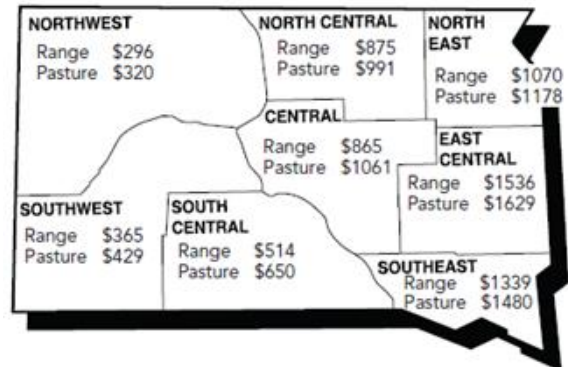 NORTHWEST
Range $296
Pasture $320
NORTH CENTRAL
Range $875
Pasture $991
NORTH
EAST
Range $1070
Pasture $1178
CENTRAL
Range $865
Pasture $1061
EAST
CENTRAL
Range $1536
Pasture $1629
SOUTHWEST
Range $365
Pasture $429
SOUTH
CENTRAL
Range $514
Pasture $650
SOUTHEAST
Range $1339
Pasture $1480